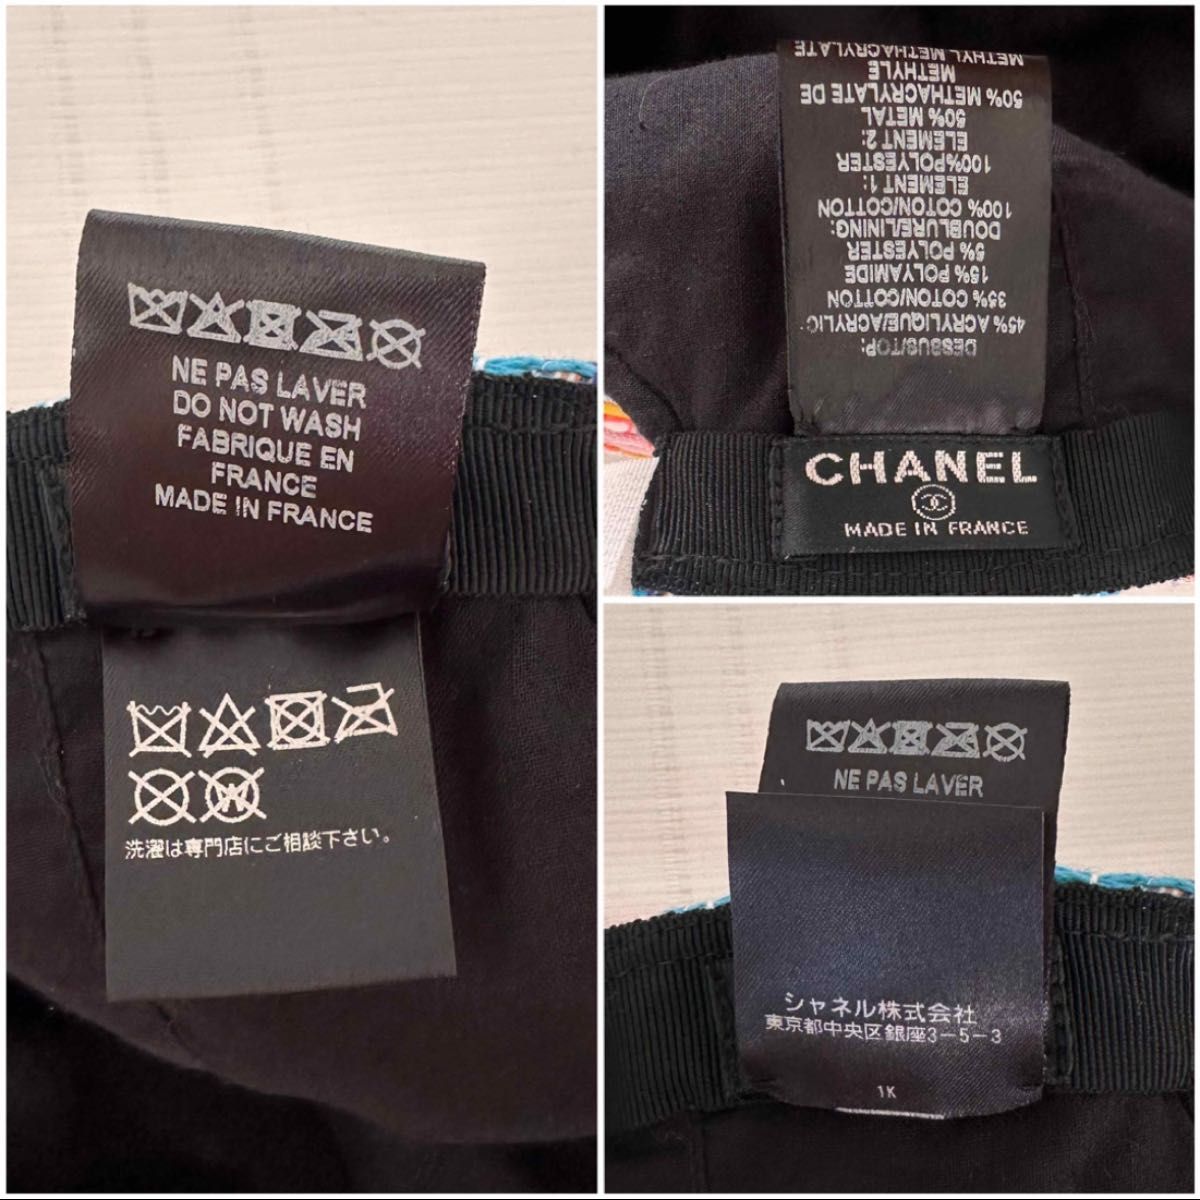 NE PAS LAVER
DO NOT WASH
FABRIQUE EN
FRANCE
MADE IN FRANCE
W
洗濯は専門店にご相談下さい。
DESSUS/TOP:
45% ACRYLIQUE/ACRYLIC
35% COTON/COTTON
15% POLYAMIDE
5% POLYESTER
DOUBLURE/LINING:
100% COTON/COTTON
ELEMENT 1:
100%POLYESTER
ELEMENT 2:
50% METAL
50% METHACRYLATE DE
METHYLE
METHYL METHACRYLATE
CHANEL
MADE IN FRANCE
NE PAS LAVER
シャネル株式会社
東京都中央区銀座3-5-3
1K